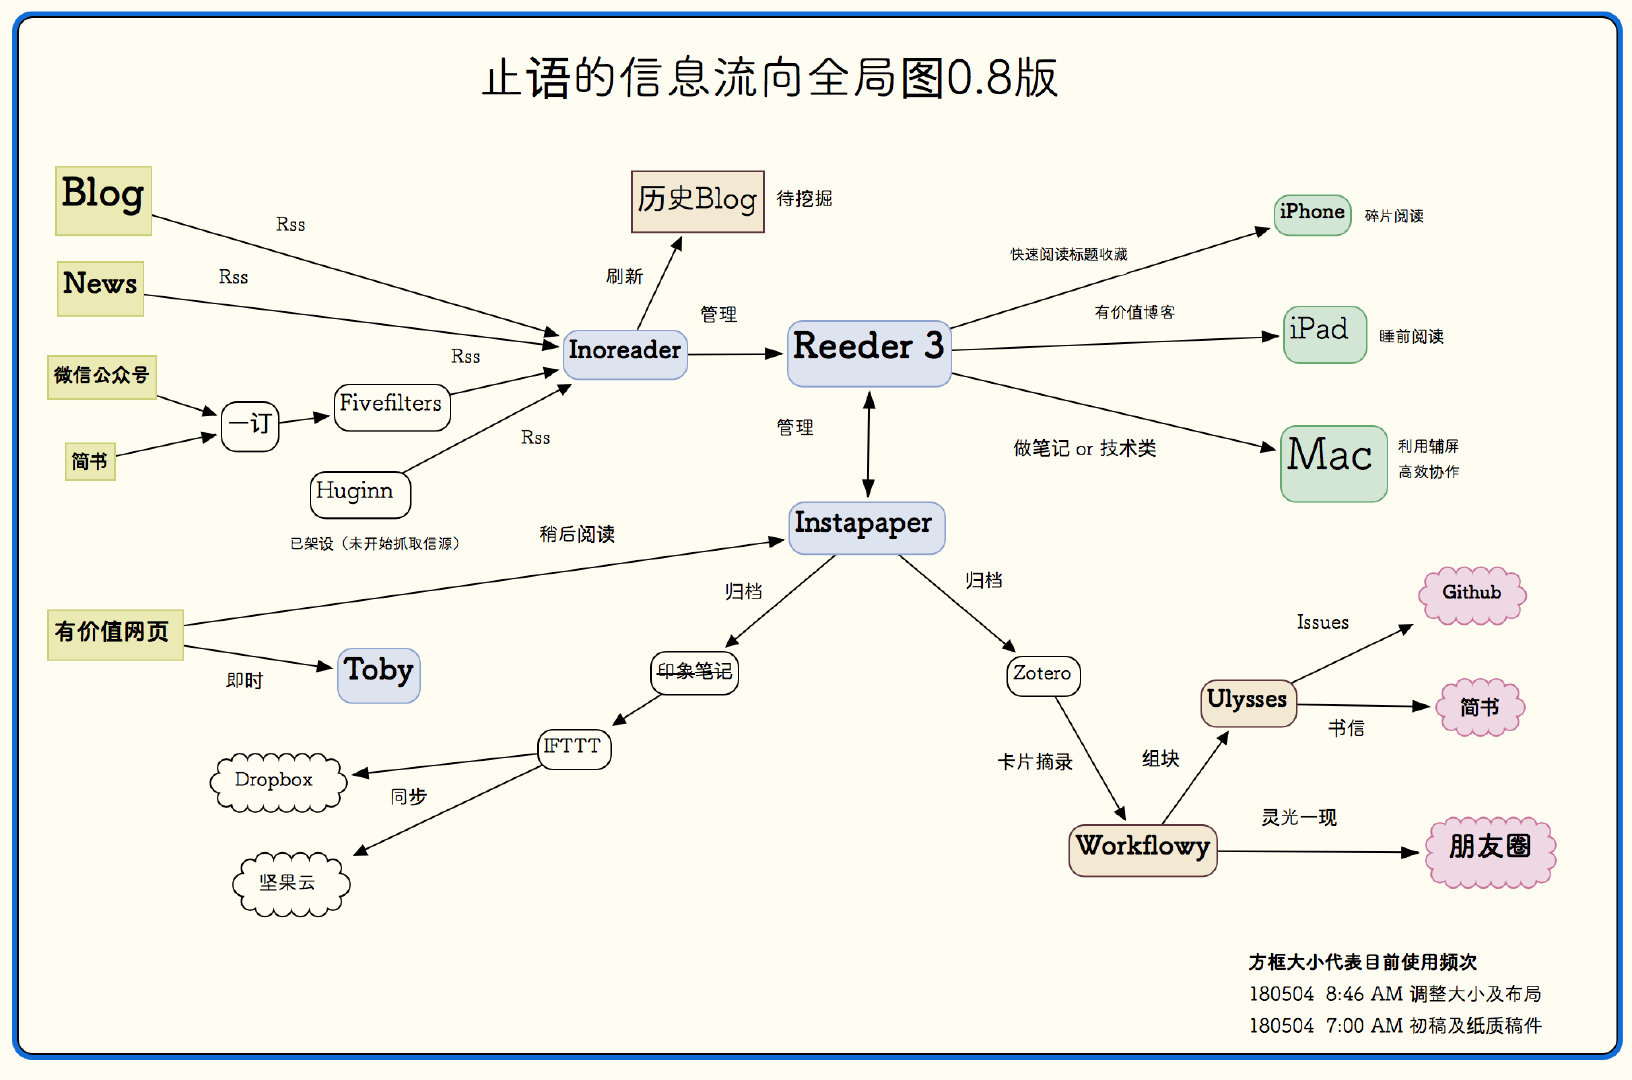 止语的信息流向全局图0.8版
Blog
Rss
News
Rss
微信公众号
简书
一订
Fivefilters
Rss
Huginn
Rss
已架设（未开始抓取信源）
历史Blog
待挖掘
刷新
Inoreader
管理
Reeder 3
快速阅读标题收藏
iPhone
碎片阅读
有价值博客
iPad
睡前阅读
做笔记 or 技术类
Mac
利用辅屏
高效协作
管理
Instapaper
稍后阅读
有价值网页
即时
Toby
归档
归档
印象笔记
IFTTT
Dropbox
同步
坚果云
Zotero
卡片摘录
Workflowy
组块
Ulysses
Issues
Github
书信
简书
灵光一现
朋友圈
方框大小代表目前使用频次
180504 8:46 AM 调整大小及布局
180504 7:00 AM 初稿及纸质稿件